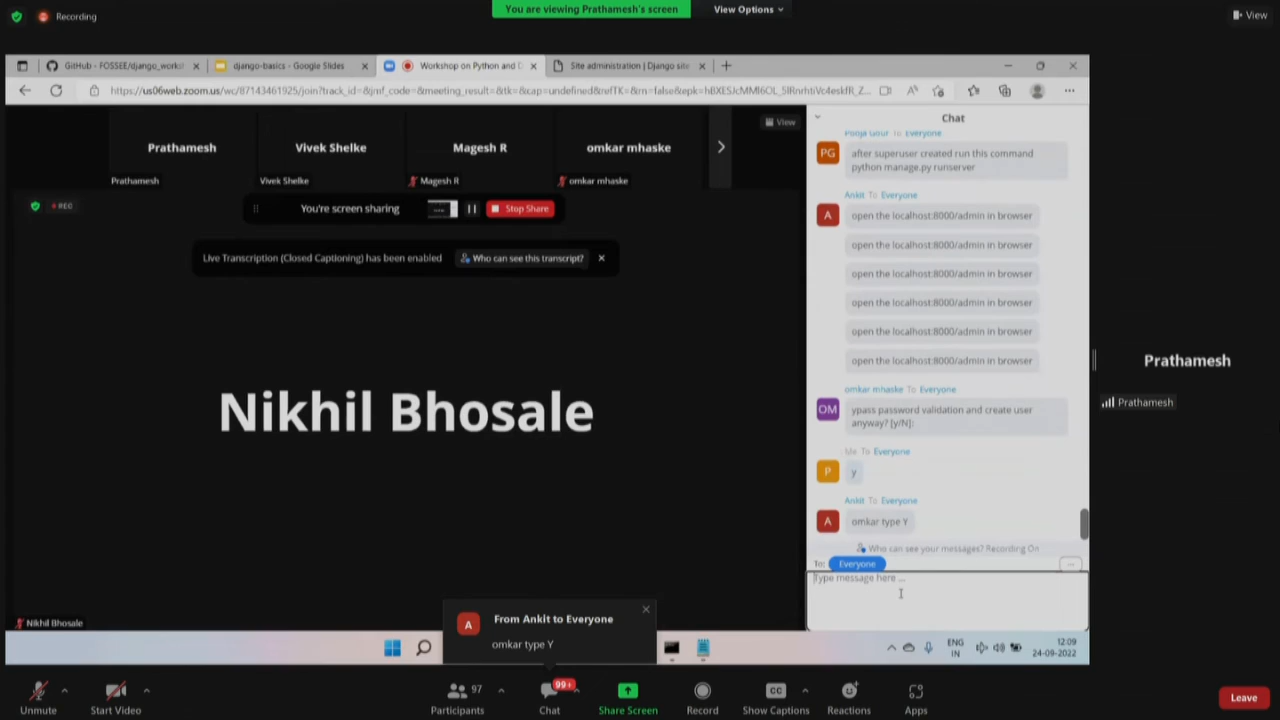 Recording
You are viewing Prathamesh's screen
View Options
View
GitHub - FOSSEE/django_works
django-basics - Google Slides
Workshop on Python and D
Site administration | Django site
Prathamesh
Vivek Shelke
Magesh R
omkar mhaske
View
Prathamesh
Vivek Shelke
Magesh R
omkar mhaske
REC
You're screen sharing
Stop Share
Live Transcription (Closed Captioning) has been enabled
Who can see this transcript?
Nikhil Bhosale
Nikhil Bhosale
Chat
Pooja Gour To Everyone
PG
after superuser created run this command
python manage.py runserver
Ankit To Everyone
A
open the localhost:8000/admin in browser
open the localhost:8000/admin in browser
open the localhost:8000/admin in browser
open the localhost:8000/admin in browser
open the localhost:8000/admin in browser
open the localhost:8000/admin in browser
omkar mhaske To Everyone
OM
ypass password validation and create user
anyway? [y/N]:
Me To Everyone
P
y
Ankit To Everyone
A
omkar type Y
Who can see your messages? Recording On
To: Everyone
Type message here ...
From Ankit to Everyone
A
omkar type Y
ENG
IN
12:09
24-09-2022
Prathamesh
Prathamesh
Unmute
Start Video
97
Participants
99+
Chat
Share Screen
Record
CC
Show Captions
Reactions
Apps
Leave